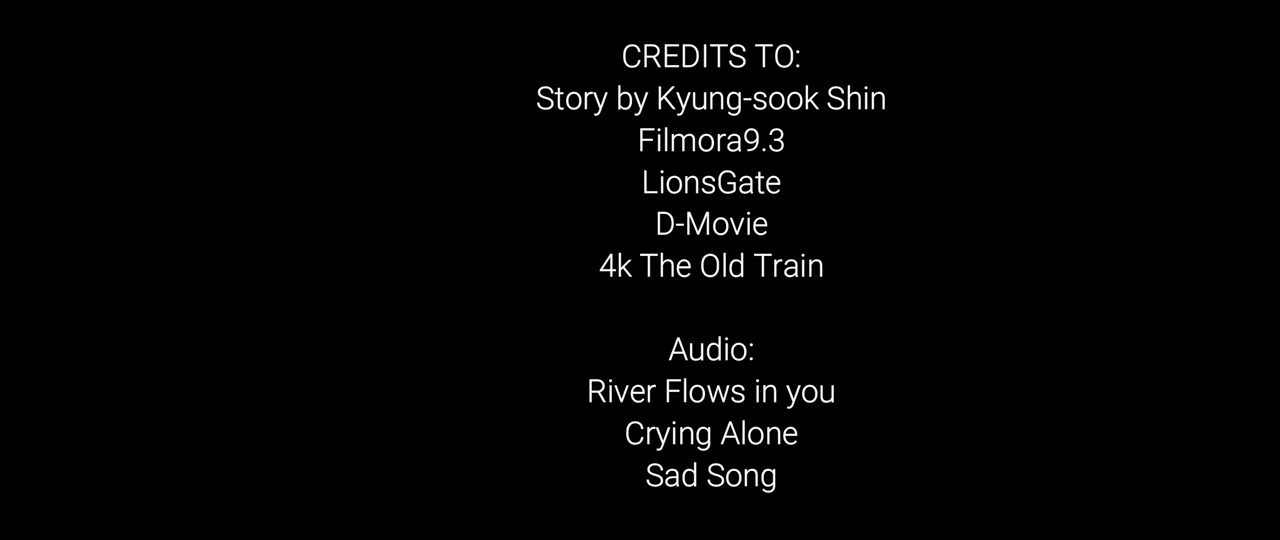 CREDITS TO:
Story by Kyung-sook Shin
Filmora9.3
LionsGate
D-Movie
4k The Old Train
Audio:
River Flows in you
Crying Alone
Sad Song